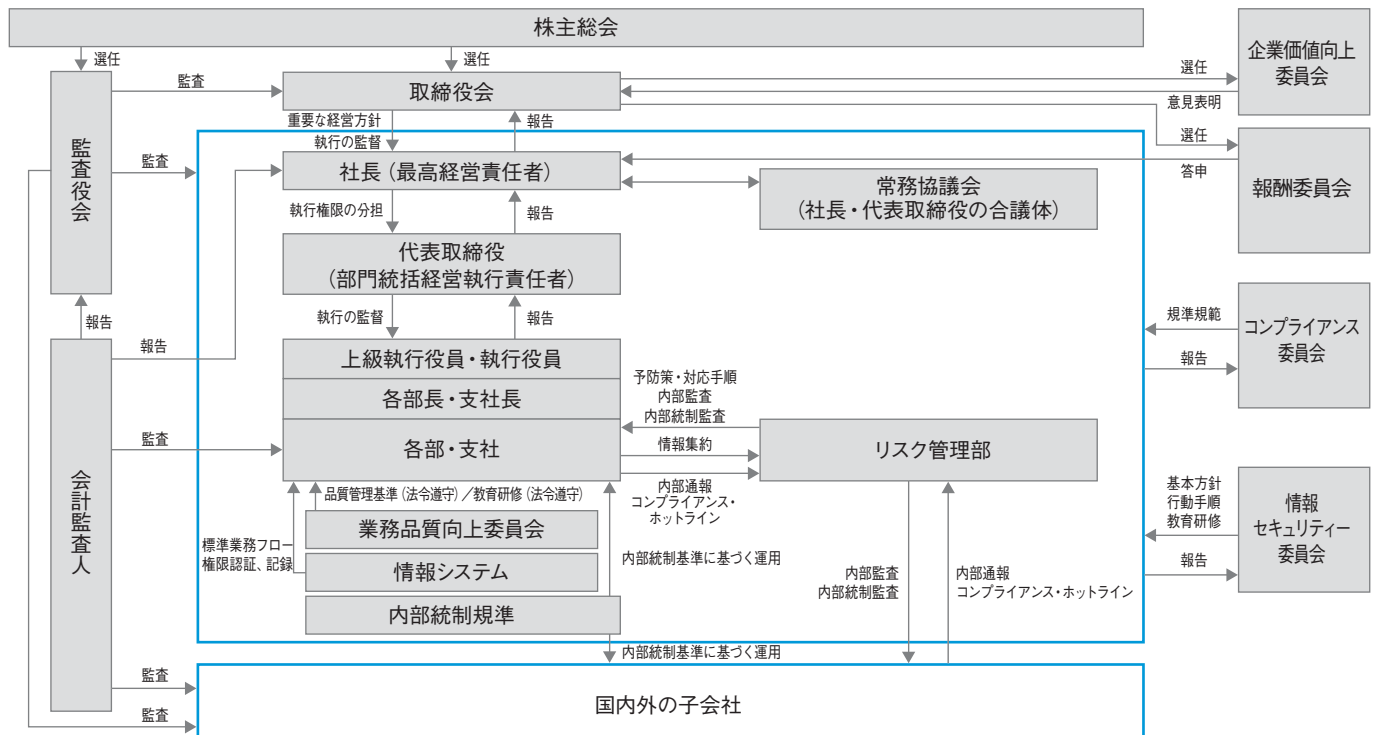 株主総会
選任
選任
企業価値向上
委員会
選任
意見表明
監査
取締役会
重要な経営方針
執行の監督
報告
監査役会
監査
社長（最高経営責任者）
選任
答申
報酬委員会
常務協議会
（社長・代表取締役の合議体）
執行権限の分担
報告
代表取締役
（部門統括経営執行責任者）
執行の監督
報告
報告
報告
規準規範
報告
コンプライアンス
委員会
上級執行役員・執行役員
各部長・支社長
各部・支社
監査
会計監査人
予防策・対応手順
内部監査
内部統制監査
情報集約
内部通報
コンプライアンス・
ホットライン
リスク管理部
品質管理基準（法令遵守）／教育研修（法令遵守）
業務品質向上委員会
標準業務フロー
権限認証、記録
情報システム
内部統制規準
内部統制基準に基づく運用
内部監査
内部統制監査
内部通報
コンプライアンス・ホットライン
基本方針
行動手順
教育研修
報告
情報
セキュリティー
委員会
内部統制基準に基づく運用
監査
監査
国内外の子会社